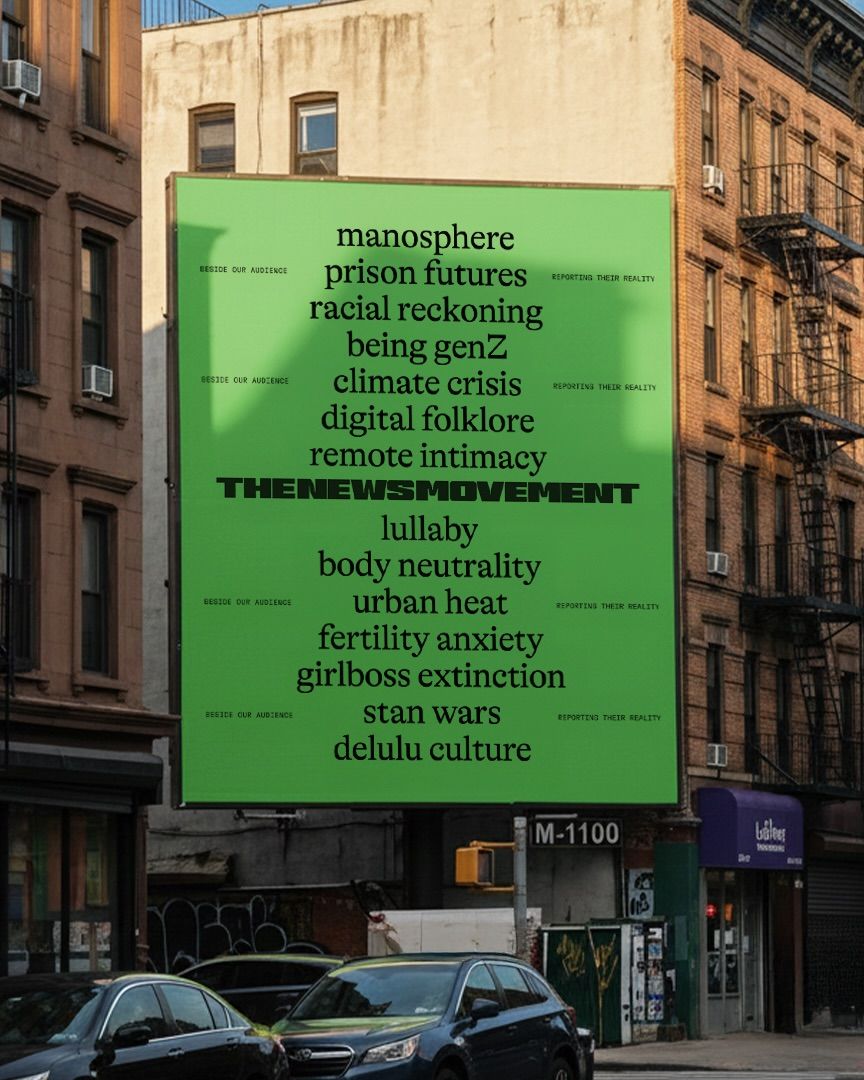 manosphere
BESIDE OUR AUDIENCE
prison futures
REPORTING THEIR REALITY
racial reckoning
being genZ
BESIDE OUR AUDIENCE
climate crisis
REPORTING THEIR REALITY
digital folklore
remote intimacy
THENEWSMOVEMENT
lullaby
body neutrality
BESIDE OUR AUDIENCE
urban heat
REPORTING THEIR REALITY
fertility anxiety
girlboss extinction
BESIDE OUR AUDIENCE
stan wars
REPORTING THEIR REALITY
delulu culture
M-1100